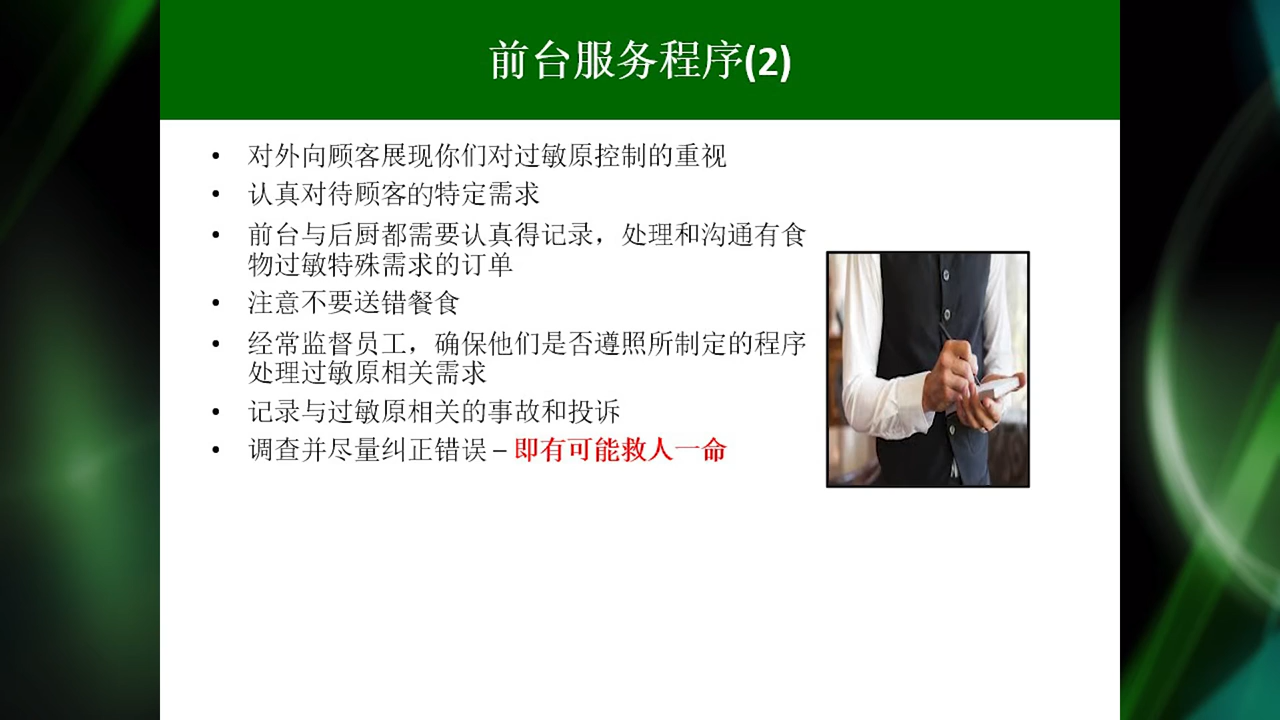 前台服务程序(2)
• 对外向顾客展现你们对过敏原控制的重视
• 认真对待顾客的特定需求
• 前台与后厨都需要认真得记录，处理和沟通有食
物过敏特殊需求的订单
• 注意不要送错餐食
• 经常监督员工，确保他们是否遵照所制定的程序
处理过敏原相关需求
• 记录与过敏原相关的事故和投诉
• 调查并尽量纠正错误 – 即有可能救人一命